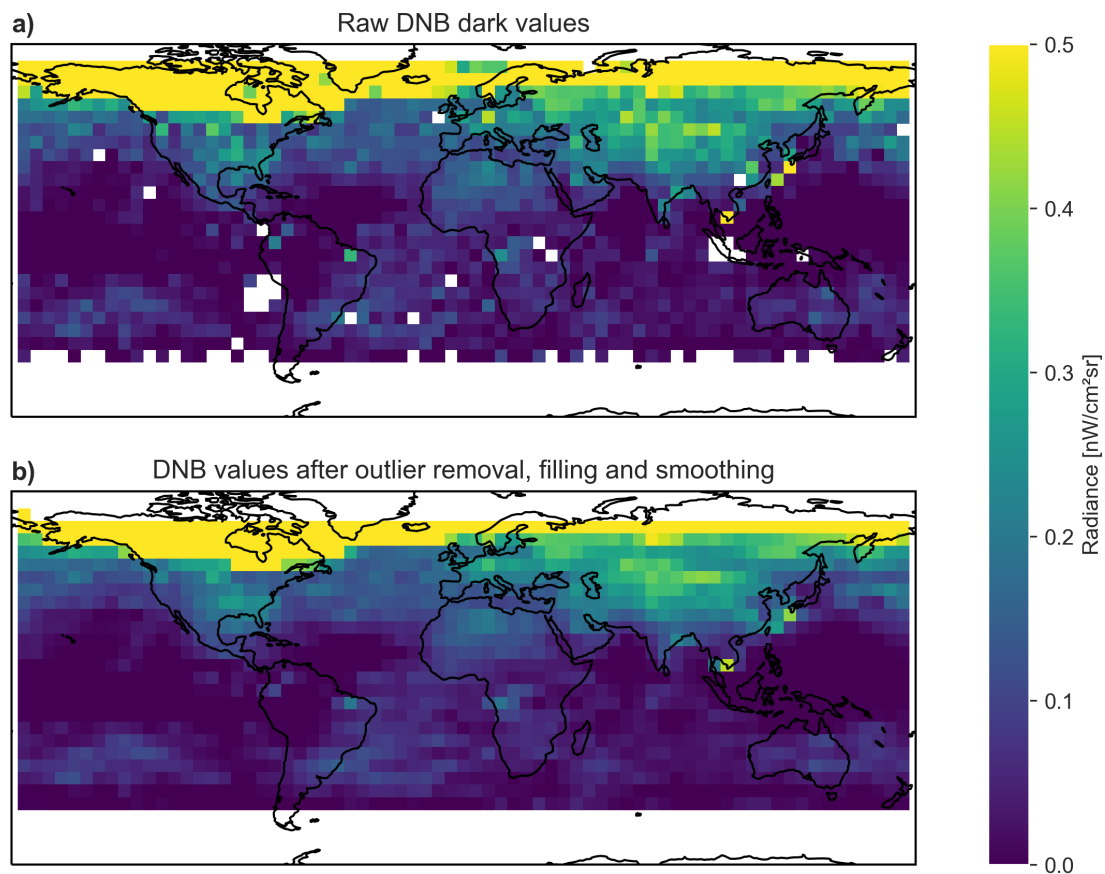 a)
Raw DNB dark values
b)
DNB values after outlier removal, filling and smoothing
0.5
0.4
0.3
0.2
0.1
0.0
Radiance [nW/cm²sr]